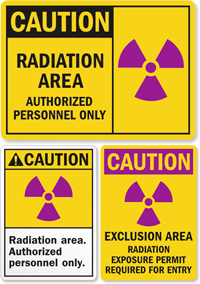 CAUTION
RADIATION
AREA
AUTHORIZED
PERSONNEL ONLY
CAUTION
Radiation area.
Authorized
personnel only.
CAUTION
EXCLUSION AREA
RADIATION
EXPOSURE PERMIT
REQUIRED FOR ENTRY